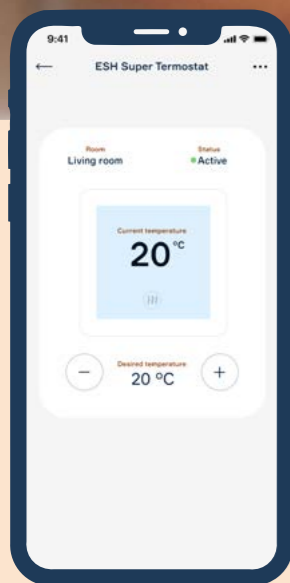 9:41
ESH Super Termostat
Room
Living room
Status
Active
Current temperature
20 °C
Desired temperature
20 °C